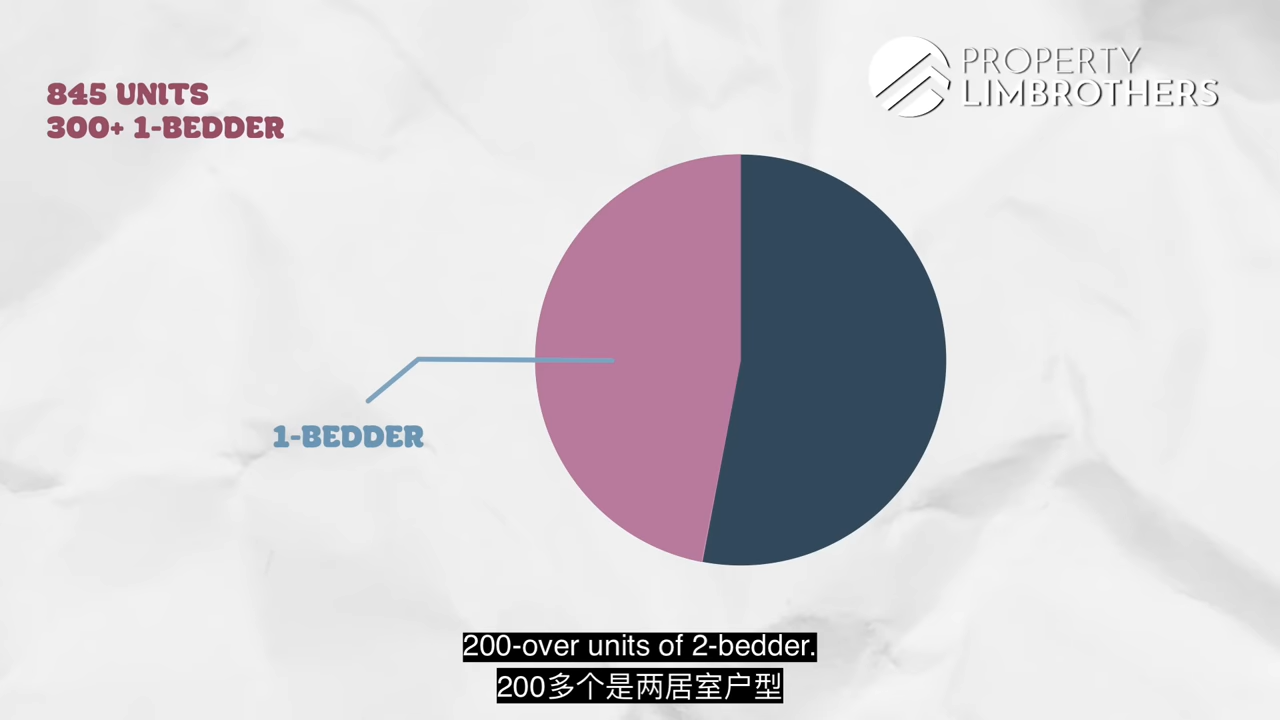 845 UNITS
300+ 1-BEDDER
PROPERTY
LIMBROTHERS
1-BEDDER
200-over units of 2-bedder.
200多个是两居室户型